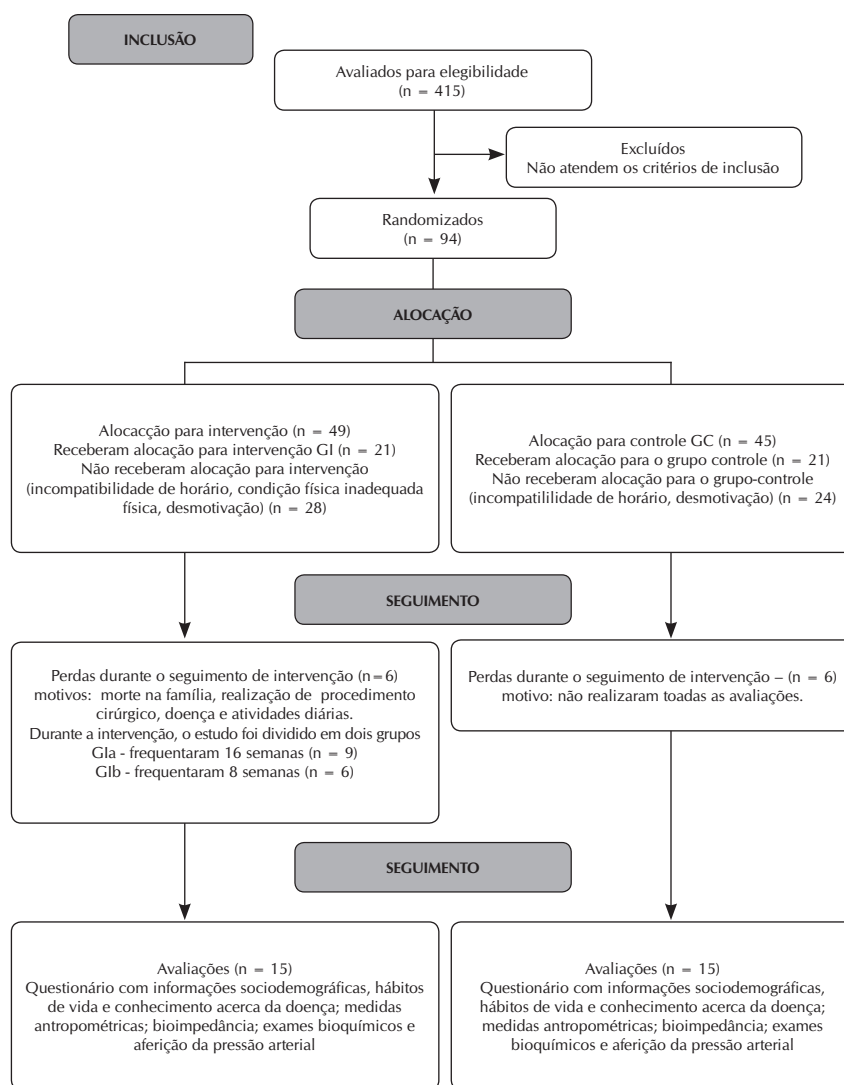 INCLUSÃO
Avaliados para elegibilidade
(n = 415)
Excluídos
Não atendem os critérios de inclusão
Randomizados
(n = 94)
ALOCAÇÃO
Alocacção para intervenção (n = 49)
Receberam alocação para intervenção GI (n = 21)
Não receberam alocação para intervenção
(incompatibilidade de horário, condição física inadequada
física, desmotivação) (n = 28)
Alocação para controle GC (n = 45)
Receberam alocação para o grupo controle (n = 21)
Não receberam alocação para o grupo-controle
(incompatililidade de horário, desmotivação) (n = 24)
SEGUIMENTO
Perdas durante o seguimento de intervenção (n=6)
motivos: morte na família, realização de procedimento
cirúrgico, doença e atividades diárias.
Durante a intervenção, o estudo foi dividido em dois grupos
GIa - frequentaram 16 semanas (n = 9)
GIb - frequentaram 8 semanas (n = 6)
Perdas durante o seguimento de intervenção – (n = 6)
motivo: não realizaram toadas as avaliações.
SEGUIMENTO
Avaliações (n = 15)
Questionário com informações sociodemográficas, hábitos
de vida e conhecimento acerca da doença; medidas
antropométricas; bioimpedância; exames bioquímicos e
aferição da pressão arterial
Avaliações (n = 15)
Questionário com informações sociodemográficas,
hábitos de vida e conhecimento acerca da doença;
medidas antropométricas; bioimpedância; exames
bioquímicos e aferição da pressão arterial